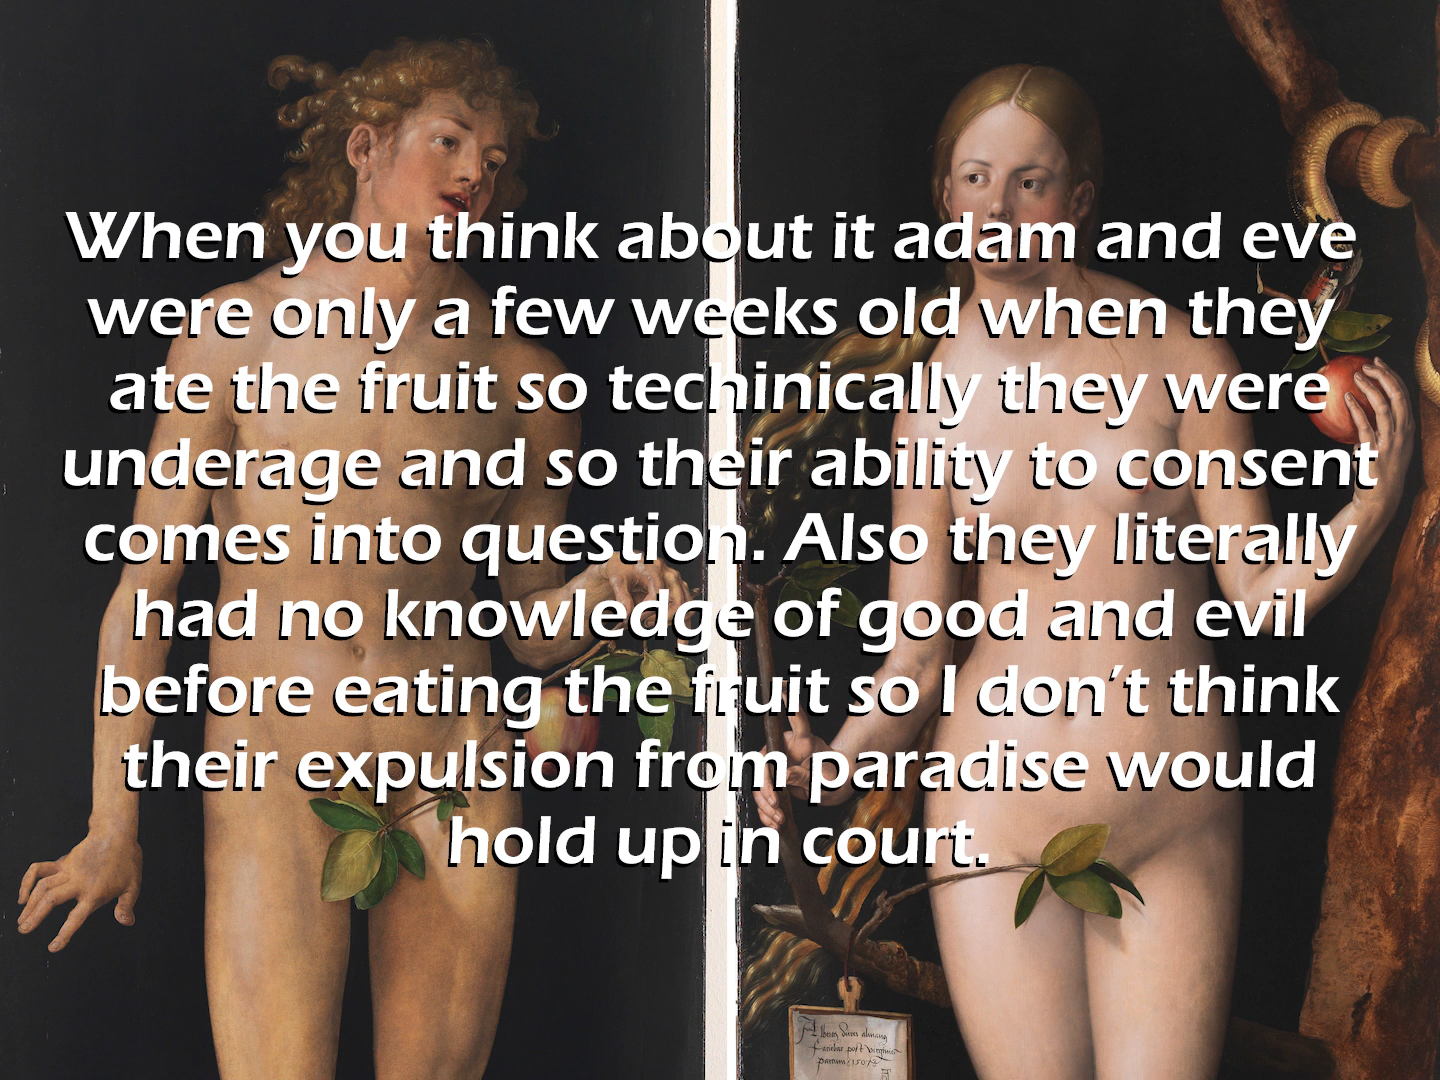 When you think about it adam and eve
were only a few weeks old when they
ate the fruit so techinically they were
underage and so their ability to consent
comes into question. Also they literally
had no knowledge of good and evil
before eating the fruit so I don't think
their expulsion from paradise would
hold up in court.